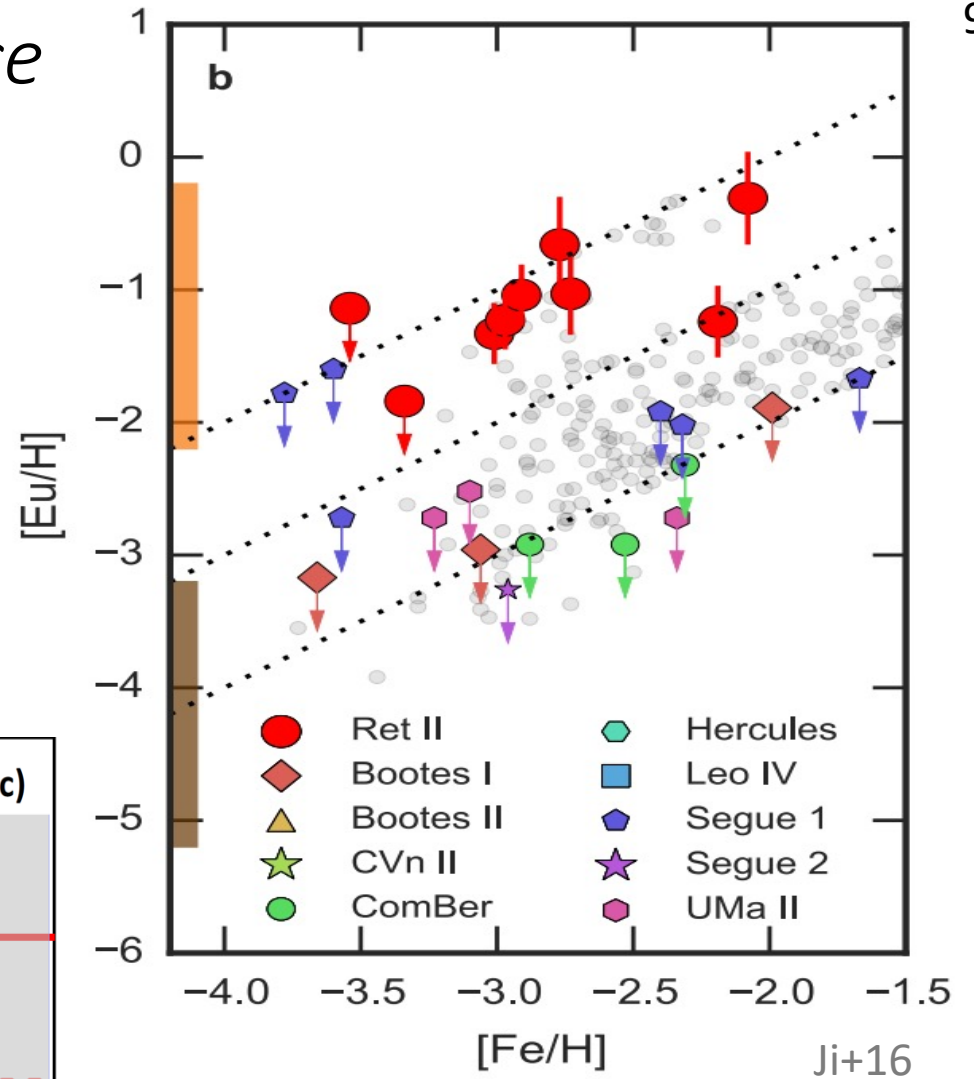 e
9
b
1
0
−1
−2
−3
−4
−5
−6
[Eu/H]
Ret II
Bootes I
Bootes II
CVn II
ComBer
Hercules
Leo IV
Segue 1
Segue 2
UMa II
c)
−4.0 −3.5 −3.0 −2.5 −2.0 −1.5
[Fe/H]
Ji+16